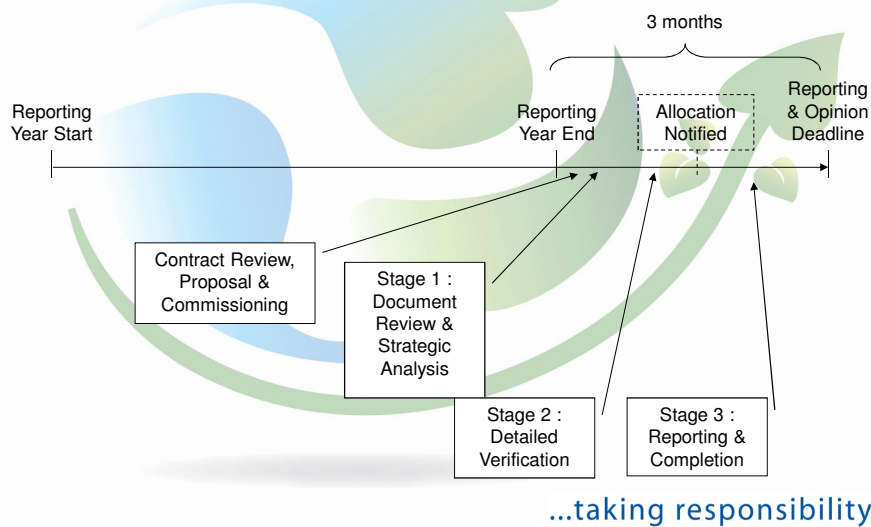 3 months
Reporting
Year Start
Reporting
Year End
Allocation
Notified
Reporting
& Opinion
Deadline
Contract Review,
Proposal &
Commissioning
Stage 1 :
Document
Review &
Strategic
Analysis
Stage 2 :
Detailed
Verification
Stage 3 :
Reporting &
Completion
...taking responsibility